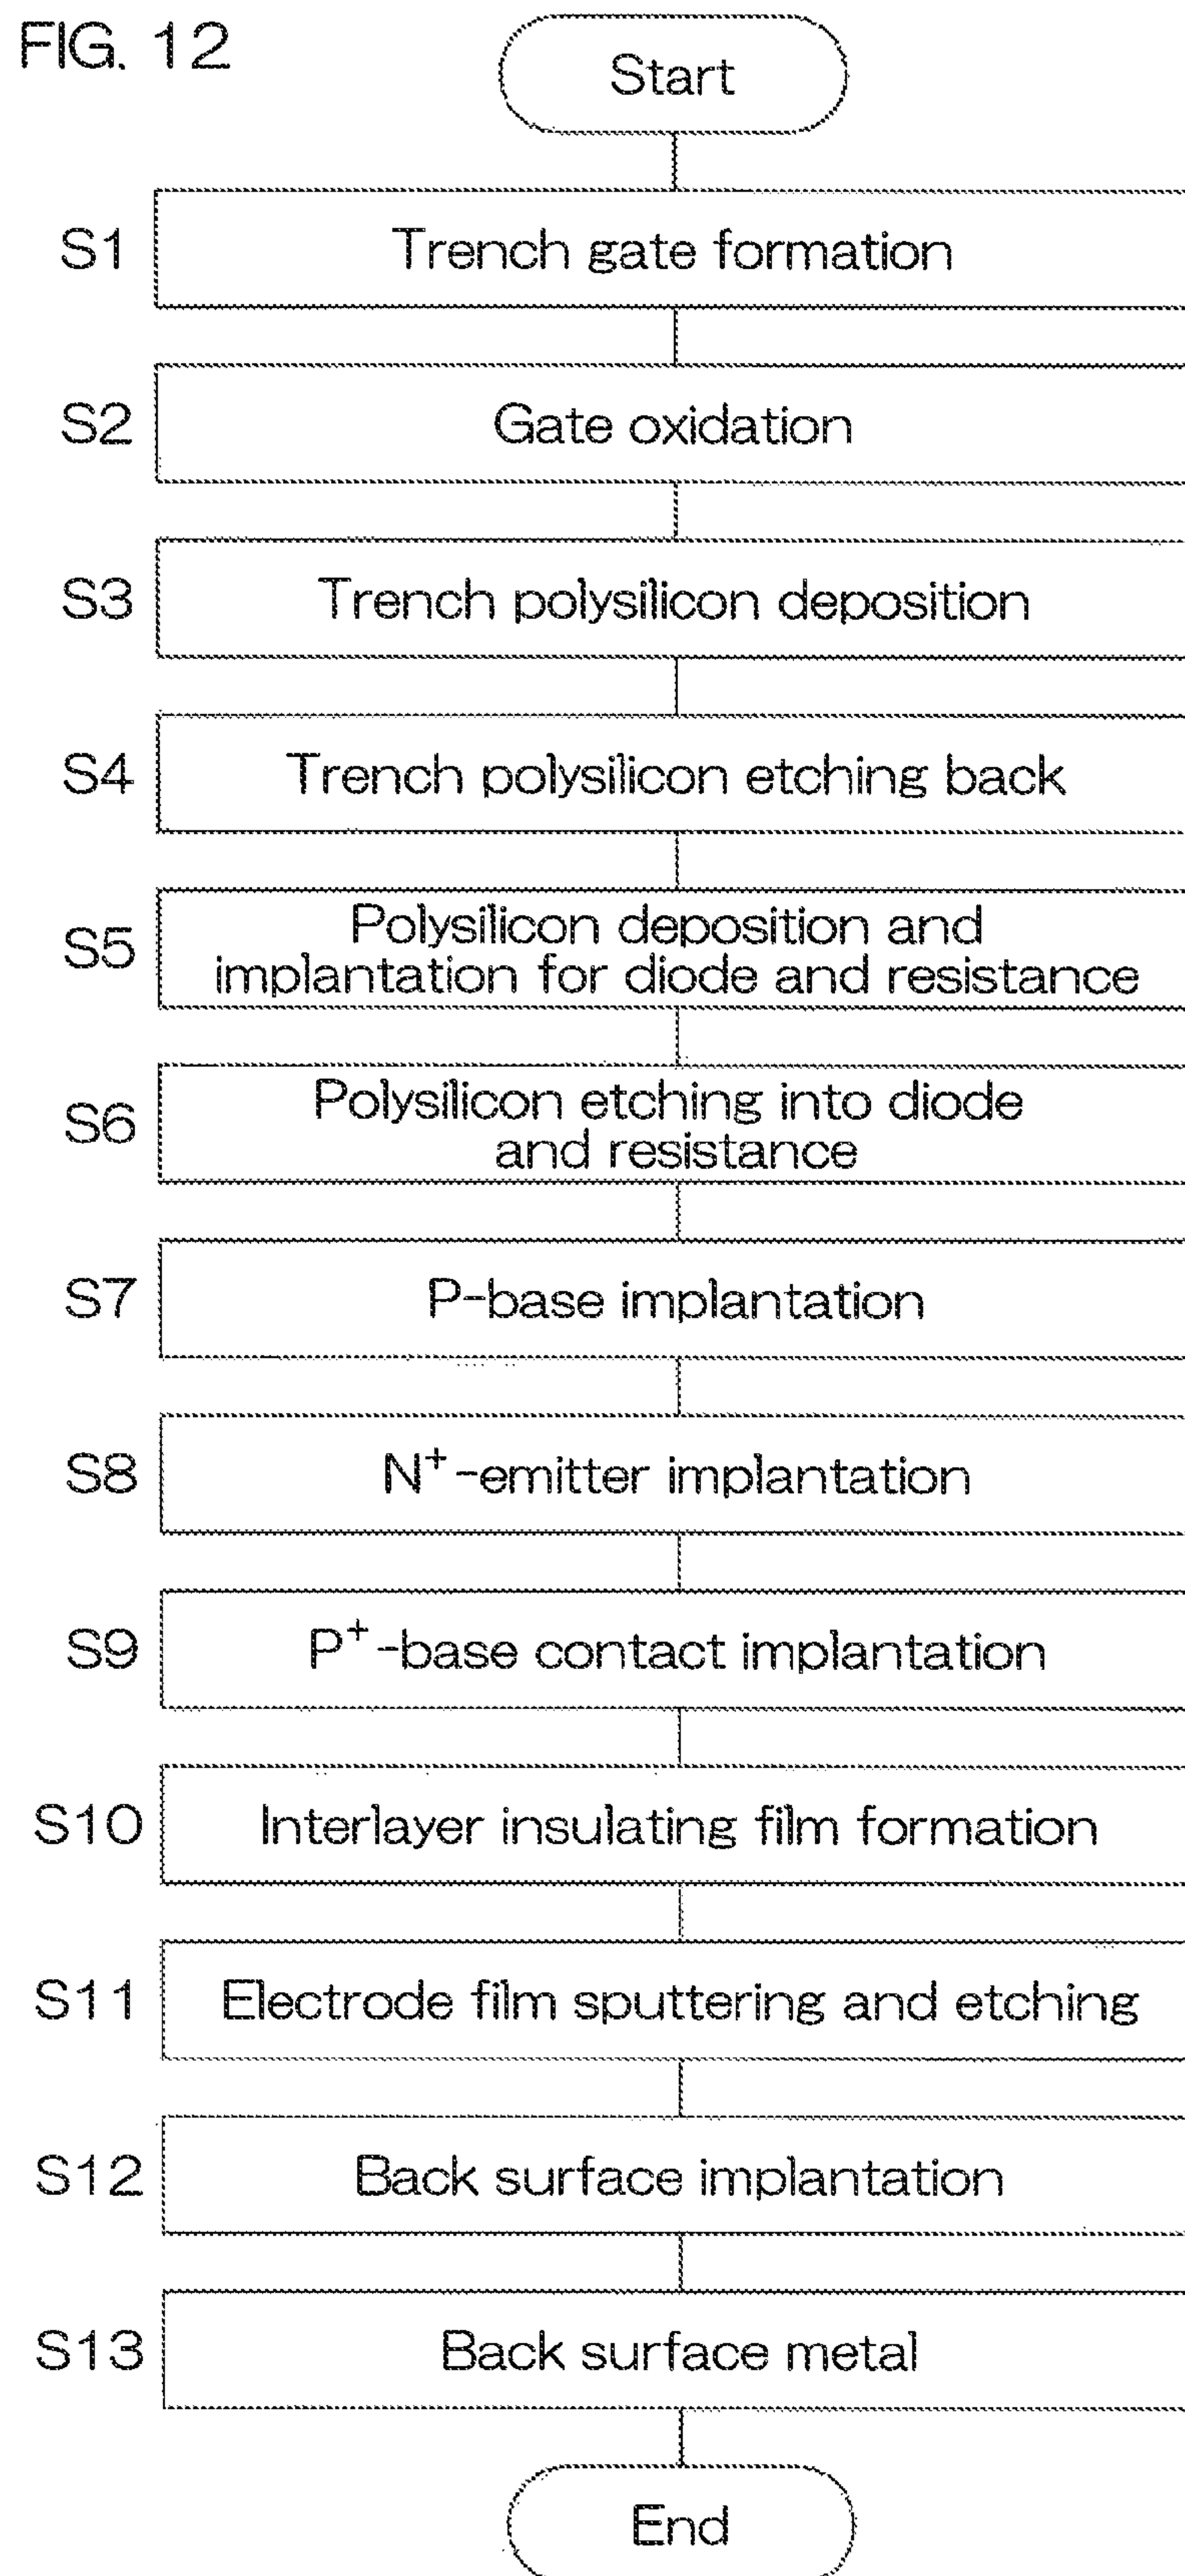 FIG. 12
Start
S1 Trench gate formation
S2 Gate oxidation
S3 Trench polysilicon deposition
S4 Trench polysilicon etching back
S5 Polysilicon deposition and
implantation for diode and resistance
S6 Polysilicon etching into diode
and resistance
S7 P-base implantation
S8 N⁺-emitter implantation
S9 P⁺-base contact implantation
S10 Interlayer insulating film formation
S11 Electrode film sputtering and etching
S12 Back surface implantation
S13 Back surface metal
End